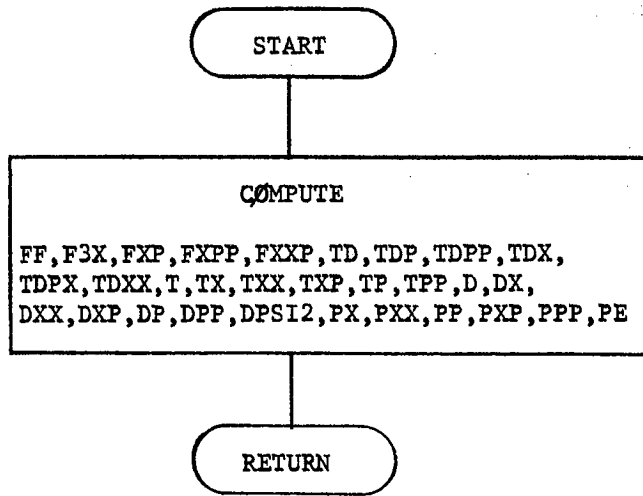 START
CØMPUTE
FF,F3X,FXP,FXPP,FXXP,TD,TDP,TDPP,TDX,
TDPX,TDXX,T,TX,TXX,TXP,TP,TPP,D,DX,
DXX,DXP,DP,DPP,DPSI2,PX,PXX,PP,PXP,PPP,PE
RETURN